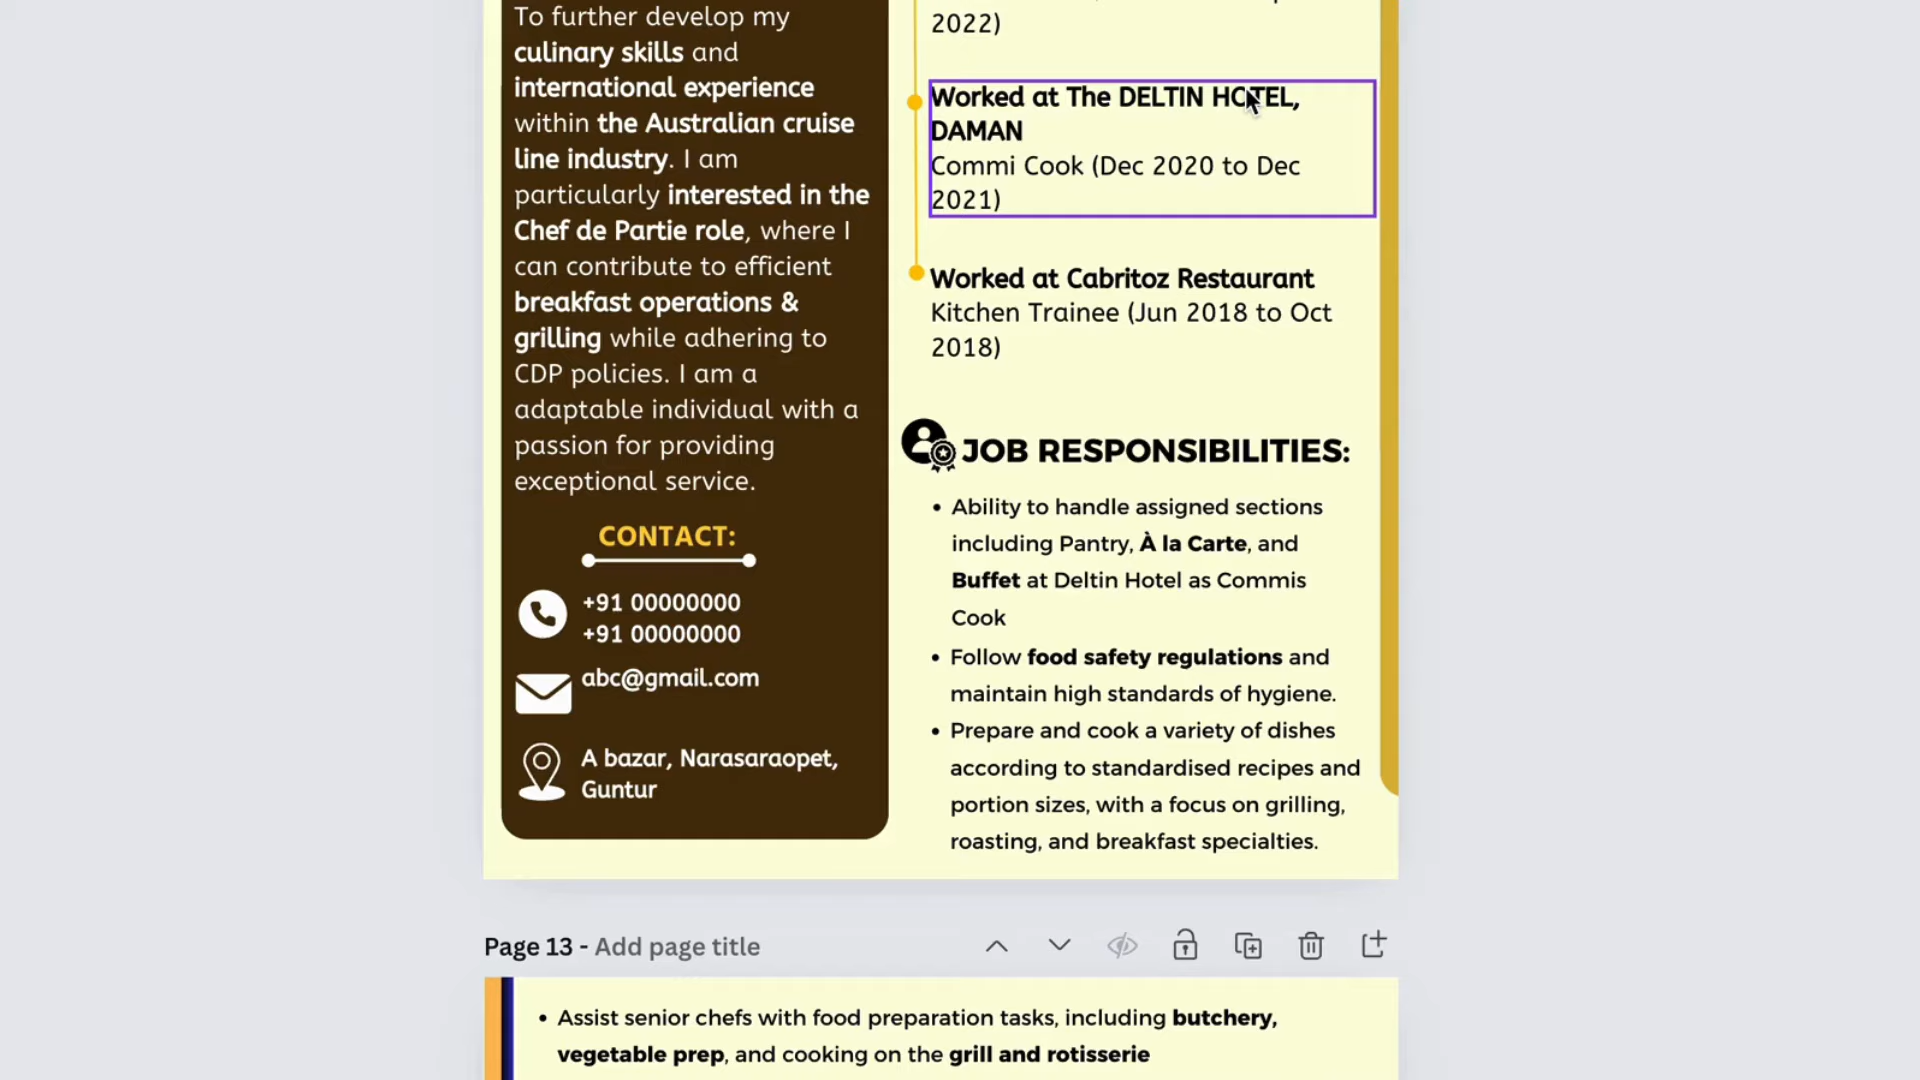 To further develop my
culinary skills and
international experience
within the Australian cruise
line industry. I am
particularly interested in the
Chef de Partie role, where I
can contribute to efficient
breakfast operations &
grilling while adhering to
CDP policies. I am a
adaptable individual with a
passion for providing
exceptional service.
CONTACT:
+91 00000000
+91 00000000
abc@gmail.com
A bazar, Narasaraopet,
Guntur
2022)
Worked at The DELTIN HOTEL,
DAMAN
Commi Cook (Dec 2020 to Dec
2021)
Worked at Cabritoz Restaurant
Kitchen Trainee (Jun 2018 to Oct
2018)
JOB RESPONSIBILITIES:
• Ability to handle assigned sections
including Pantry, À la Carte, and
Buffet at Deltin Hotel as Commis
Cook
• Follow food safety regulations and
maintain high standards of hygiene.
• Prepare and cook a variety of dishes
according to standardised recipes and
portion sizes, with a focus on grilling,
roasting, and breakfast specialties.
Page 13 - Add page title
• Assist senior chefs with food preparation tasks, including butchery,
vegetable prep, and cooking on the grill and rotisserie